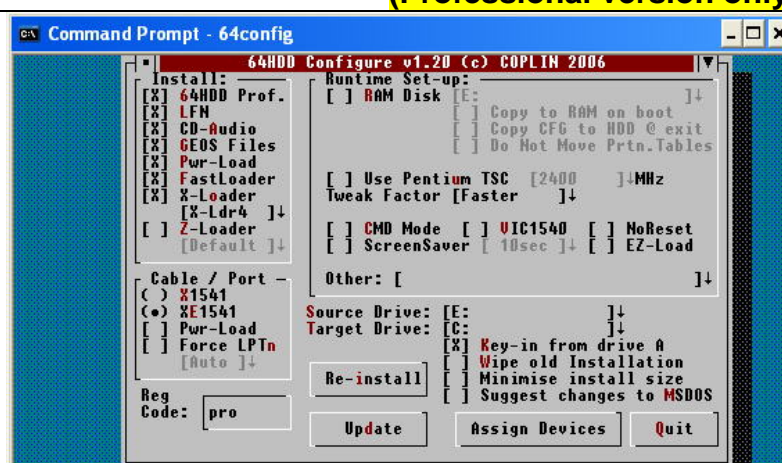 (Professional version only
Command Prompt - 64config
64HDD Configure v1.20 (c) COPLIN 2006
Install:
[X] 64HDD Prof.
[X] LFN
[X] CD-Audio
[X] GEOS Files
[X] Pwr-Load
[X] FastLoader
[X] X-Loader
[X-Ldr4 ]↓
[ ] Z-Loader
[Default ]↓
Runtime Set-up:
[ ] RAM Disk [E: ]↓
[ ] Copy to RAM on boot
[ ] Copy CFG to HDD @ exit
[ ] Do Not Move Prtn.Tables
[ ] Use Pentium TSC [2400 ]↓MHz
Tweak Factor [Faster ]↓
[ ] CMD Mode [ ] VIC1540 [ ] NoReset
[ ] ScreenSaver [ 10sec ]↓ [ ] EZ-Load
Other: [ ]↓
Cable / Port
( ) X1541
(•) XE1541
[ ] Pwr-Load
[ ] Force LPTn
[Auto ]↓
Source Drive: [E: ]↓
Target Drive: [C: ]↓
[X] Key-in from drive A
[ ] Wipe old Installation
[ ] Minimise install size
[ ] Suggest changes to MSDOS
Re-install
Reg
Code: pro
Update
Assign Devices
Quit